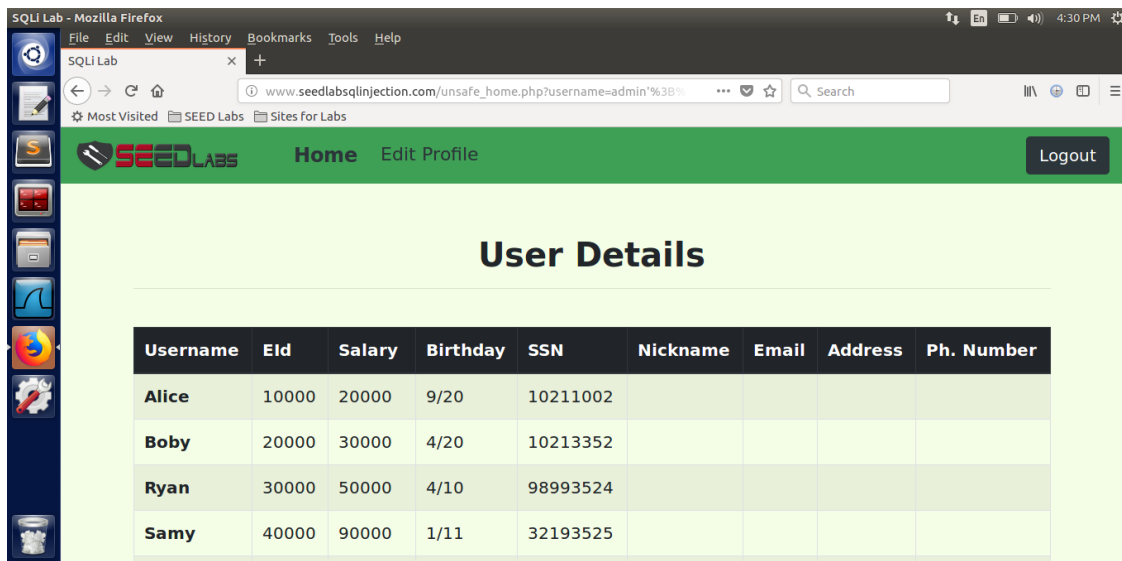 SQLi Lab - Mozilla Firefox En 4:30 PM
File Edit View History Bookmarks Tools Help
SQLi Lab × +
www.seedlabsqlinjection.com/unsafe_home.php?username=admin'%3B% ... Search
Most Visited SEED Labs Sites for Labs
SEEDLABS Home Edit Profile Logout
User Details
Username EId Salary Birthday SSN Nickname Email Address Ph. Number
Alice 10000 20000 9/20 10211002
Boby 20000 30000 4/20 10213352
Ryan 30000 50000 4/10 98993524
Samy 40000 90000 1/11 32193525